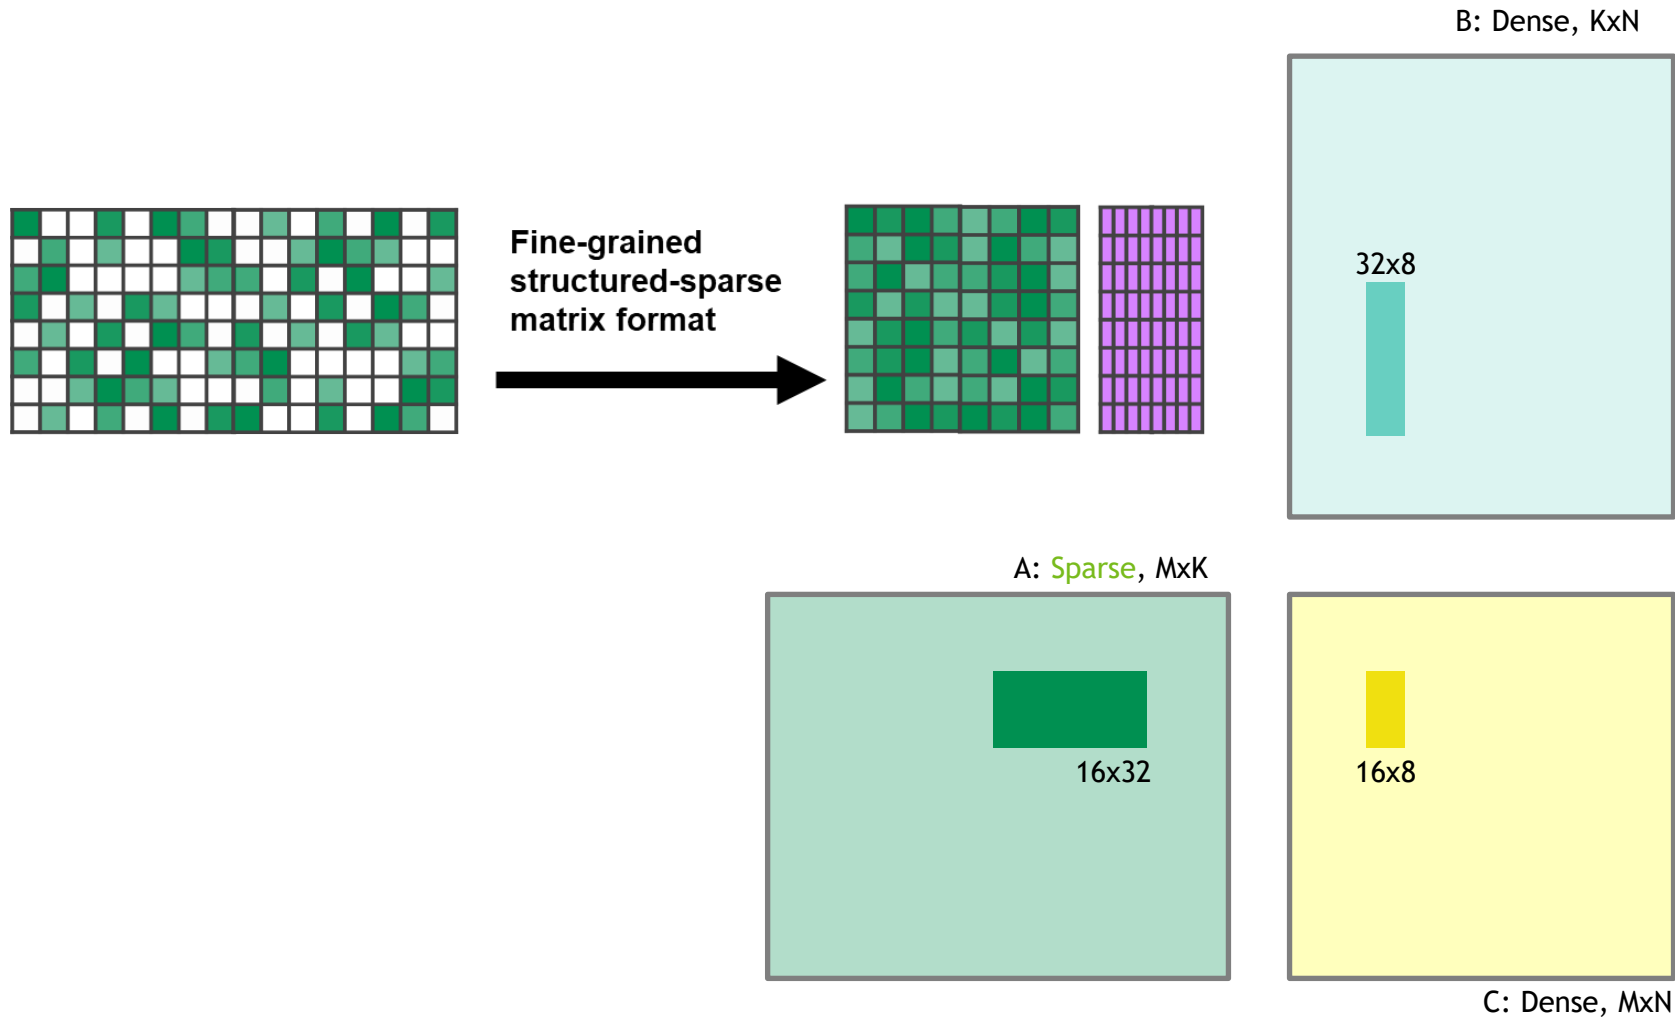 B: Dense, KxN
Fine-grained
structured-sparse
matrix format
32x8
A: Sparse, MxK
16x32
16x8
C: Dense, MxN